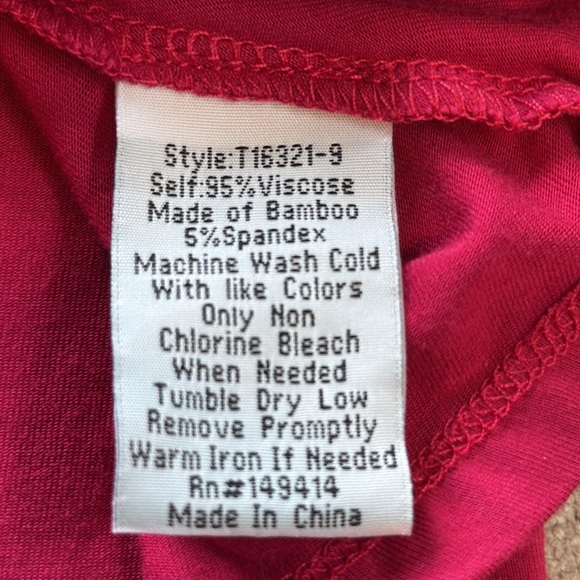 Style:T16321-9
Self:95%Viscose
Made of Bamboo
5%Spandex
Machine Wash Cold
With like Colors
Only Non
Chlorine Bleach
When Needed
Tumble Dry Low
Remove Promptly
Warm Iron If Needed
Rn#149414
Made In China